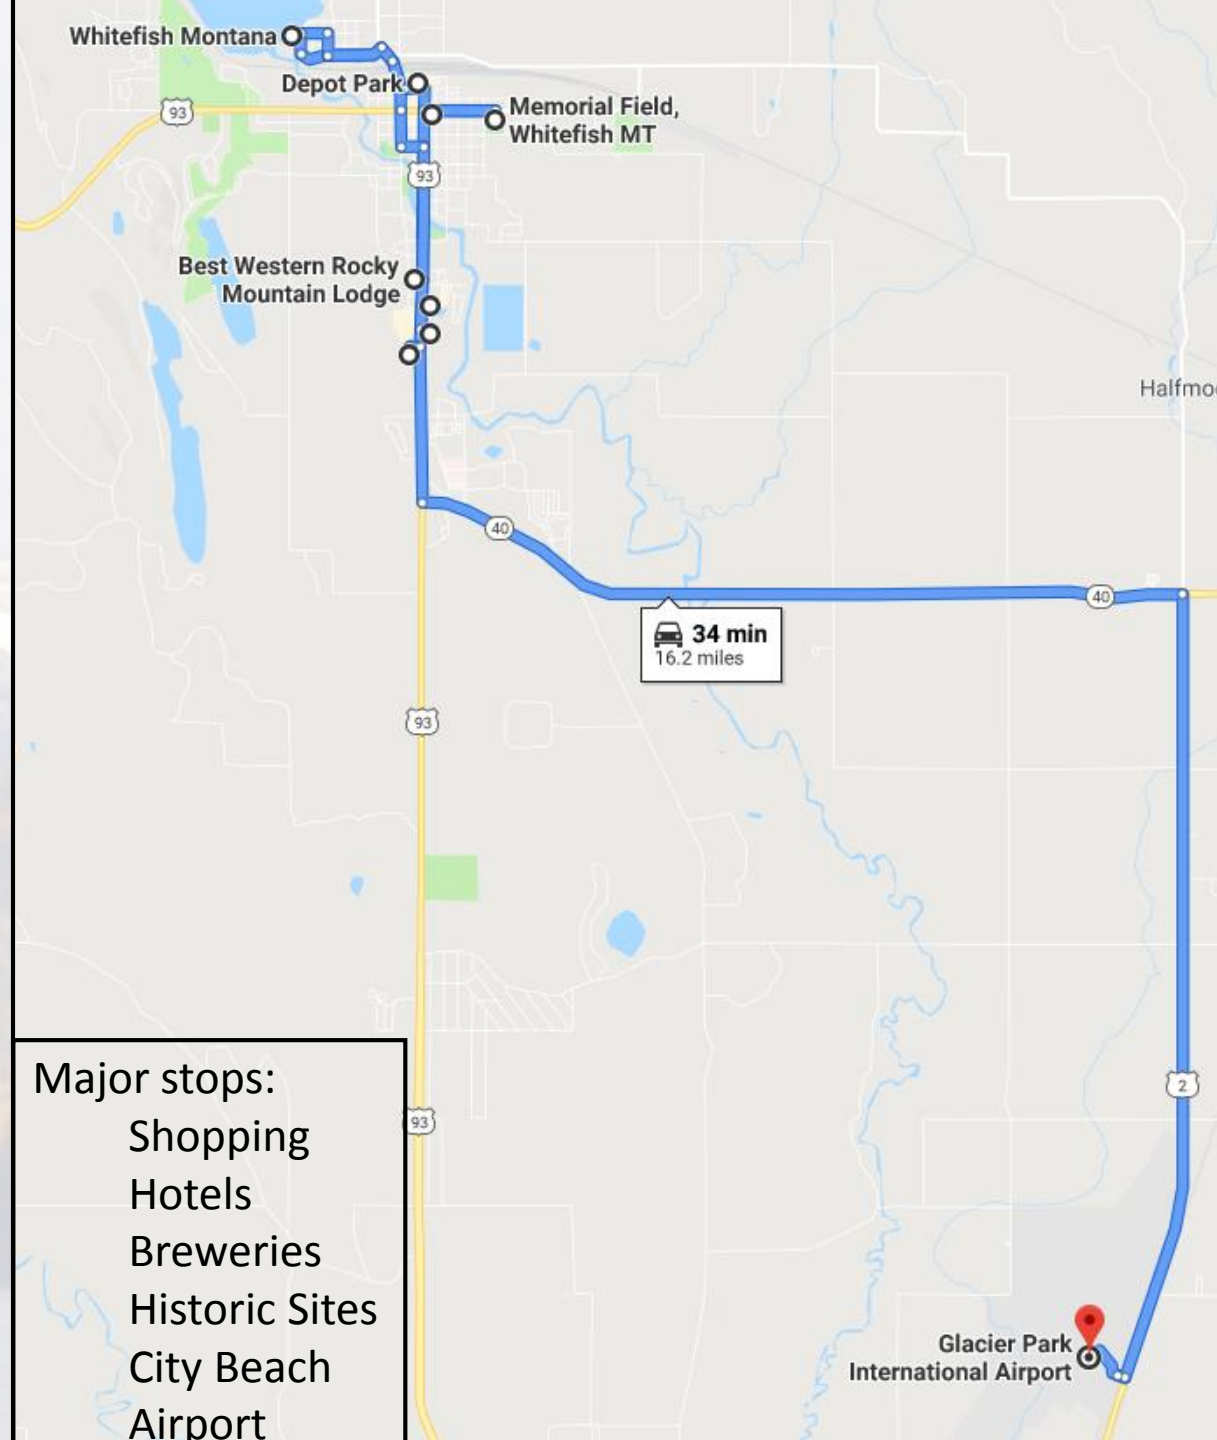 Whitefish Montana
Depot Park
93
Memorial Field,
Whitefish MT
93
Best Western Rocky
Mountain Lodge
Halfmo
40
40
34 min
16.2 miles
93
Major stops:
Shopping
Hotels
Breweries
Historic Sites
City Beach
Airport
93
2
Glacier Park
International Airport